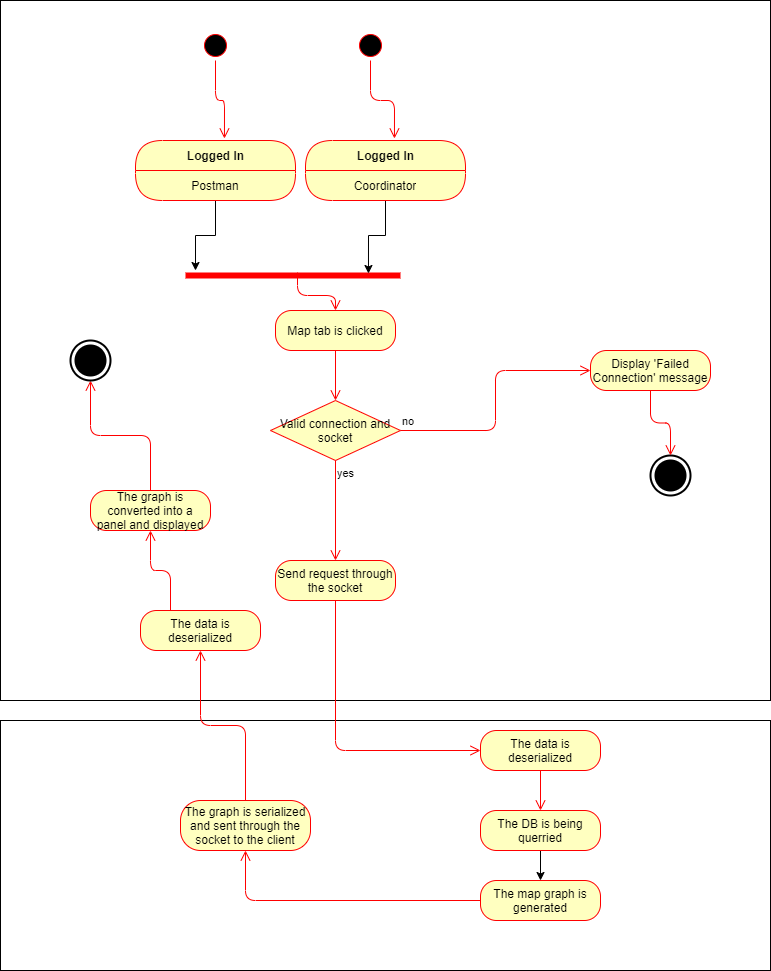 Logged In
Postman
Logged In
Coordinator
Map tab is clicked
Valid connection and
socket
no
yes
Display 'Failed
Connection' message
Send request through
the socket
The data is
deserialized
The DB is being
querried
The map graph is
generated
The graph is serialized
and sent through the
socket to the client
The data is
deserialized
The graph is
converted into a
panel and displayed